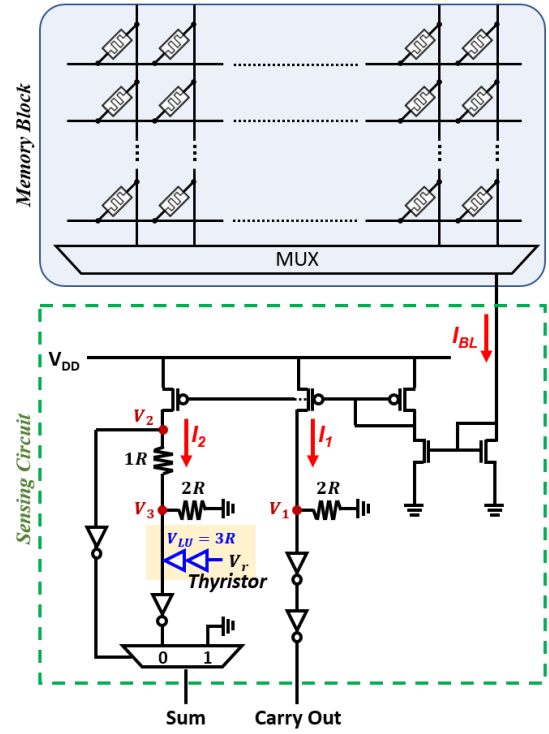 Memory Block
MUX
Sensing Circuit
I_BL
V_DD
V_2
I_2
I_1
1R
2R
2R
V_3
V_1
V_LU = 3R
V_r
Thyristor
0 1
Sum
Carry Out